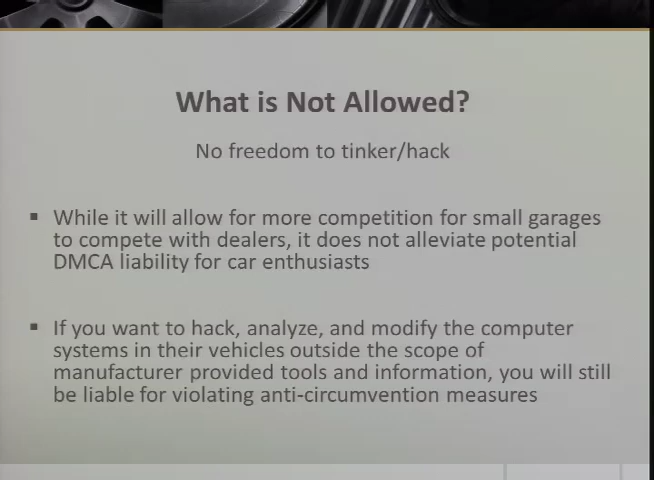 What is Not Allowed?
No freedom to tinker/hack
▪ While it will allow for more competition for small garages
to compete with dealers, it does not alleviate potential
DMCA liability for car enthusiasts
▪ If you want to hack, analyze, and modify the computer
systems in their vehicles outside the scope of
manufacturer provided tools and information, you will still
be liable for violating anti-circumvention measures